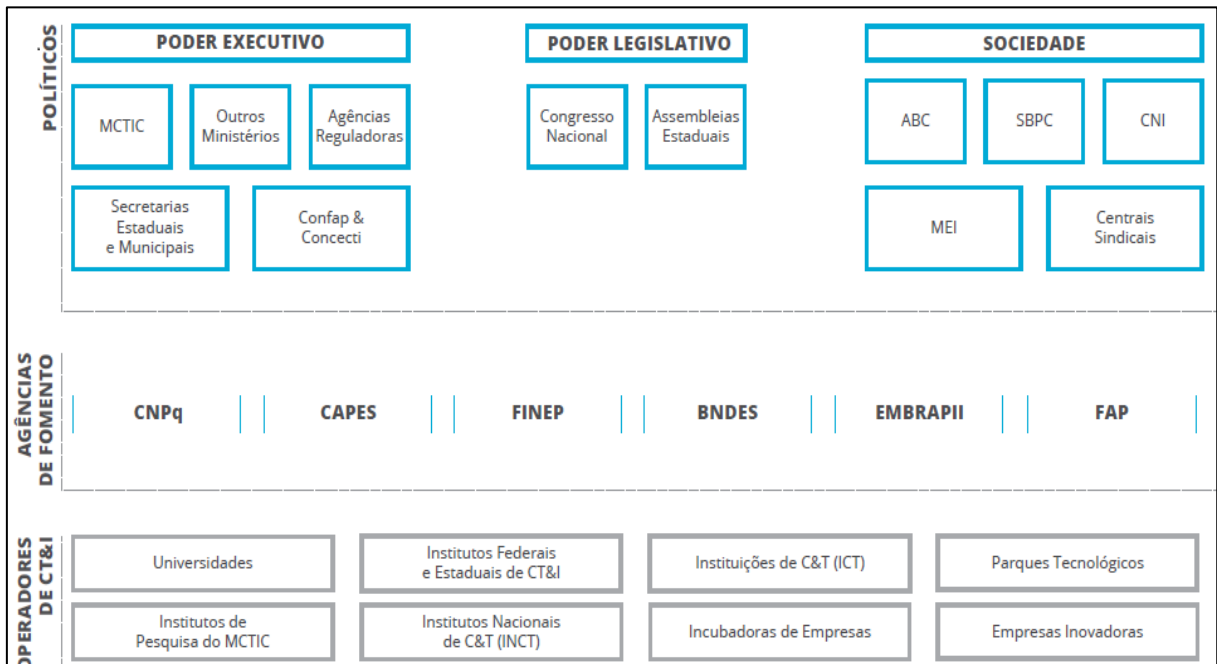 POLÍTICOS
PODER EXECUTIVO
PODER LEGISLATIVO
SOCIEDADE
MCTIC
Outros
Ministérios
Agências
Reguladoras
Congresso
Nacional
Assembleias
Estaduais
ABC
SBPC
CNI
Secretarias
Estaduais
e Municipais
Confap &
Concecti
MEI
Centrais
Sindicais
AGÊNCIAS
DE FOMENTO
CNPq
CAPES
FINEP
BNDES
EMBRAPII
FAP
OPERADORES
DE CT&I
Universidades
Institutos Federais
e Estaduais de CT&I
Instituições de C&T (ICT)
Parques Tecnológicos
Institutos de
Pesquisa do MCTIC
Institutos Nacionais
de C&T (INCT)
Incubadoras de Empresas
Empresas Inovadoras